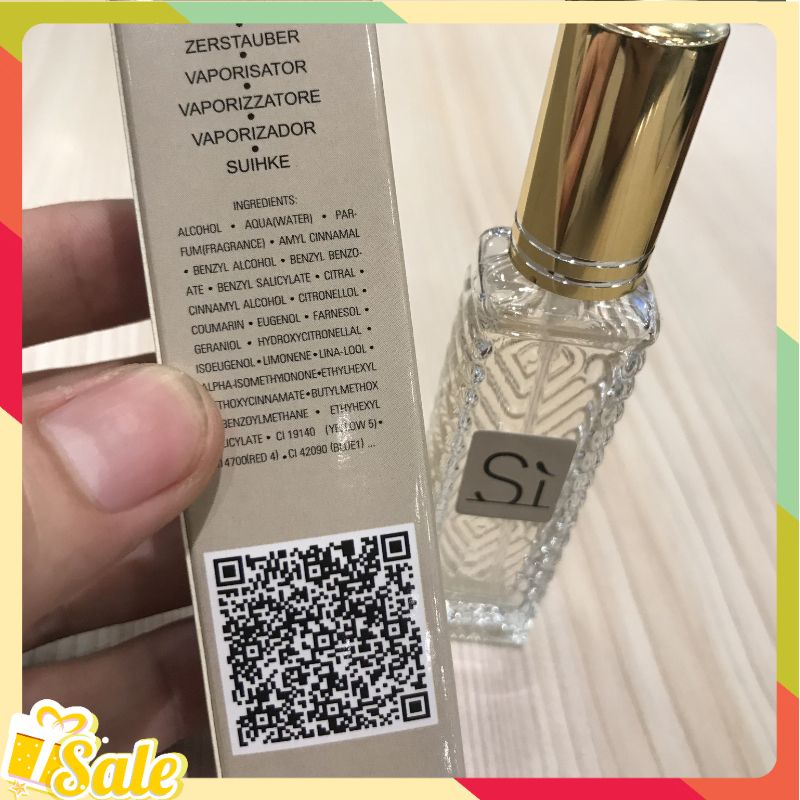 ZERSTAUBER
VAPORISATOR
VAPORIZZATORE
VAPORIZADOR
SUIHKE
INGREDIENTS:
ALCOHOL • AQUA(WATER) • PAR-
FUM(FRAGRANCE) • AMYL CINNAMAL
• BENZYL ALCOHOL • BENZYL BENZO-
ATE • BENZYL SALICYLATE • CITRAL •
CINNAMYL ALCOHOL • CITRONELLOL •
COUMARIN • EUGENOL • FARNESOL •
GERANIOL • HYDROXYCITRONELLAL •
ISOEUGENOL • LIMONENE • LINA-LOOL •
ALPHA-ISOMETHYIONONE • ETHYLHEXYL
ETHOXYCINNAMATE • BUTYLMETHOX
BENZOYLMETHANE • ETHYHEXYL
LICYLATE • CI 19140 (YELLOW 5) •
4700(RED 4) • CI 42090 (BLUE1) ...
Sì
Sale